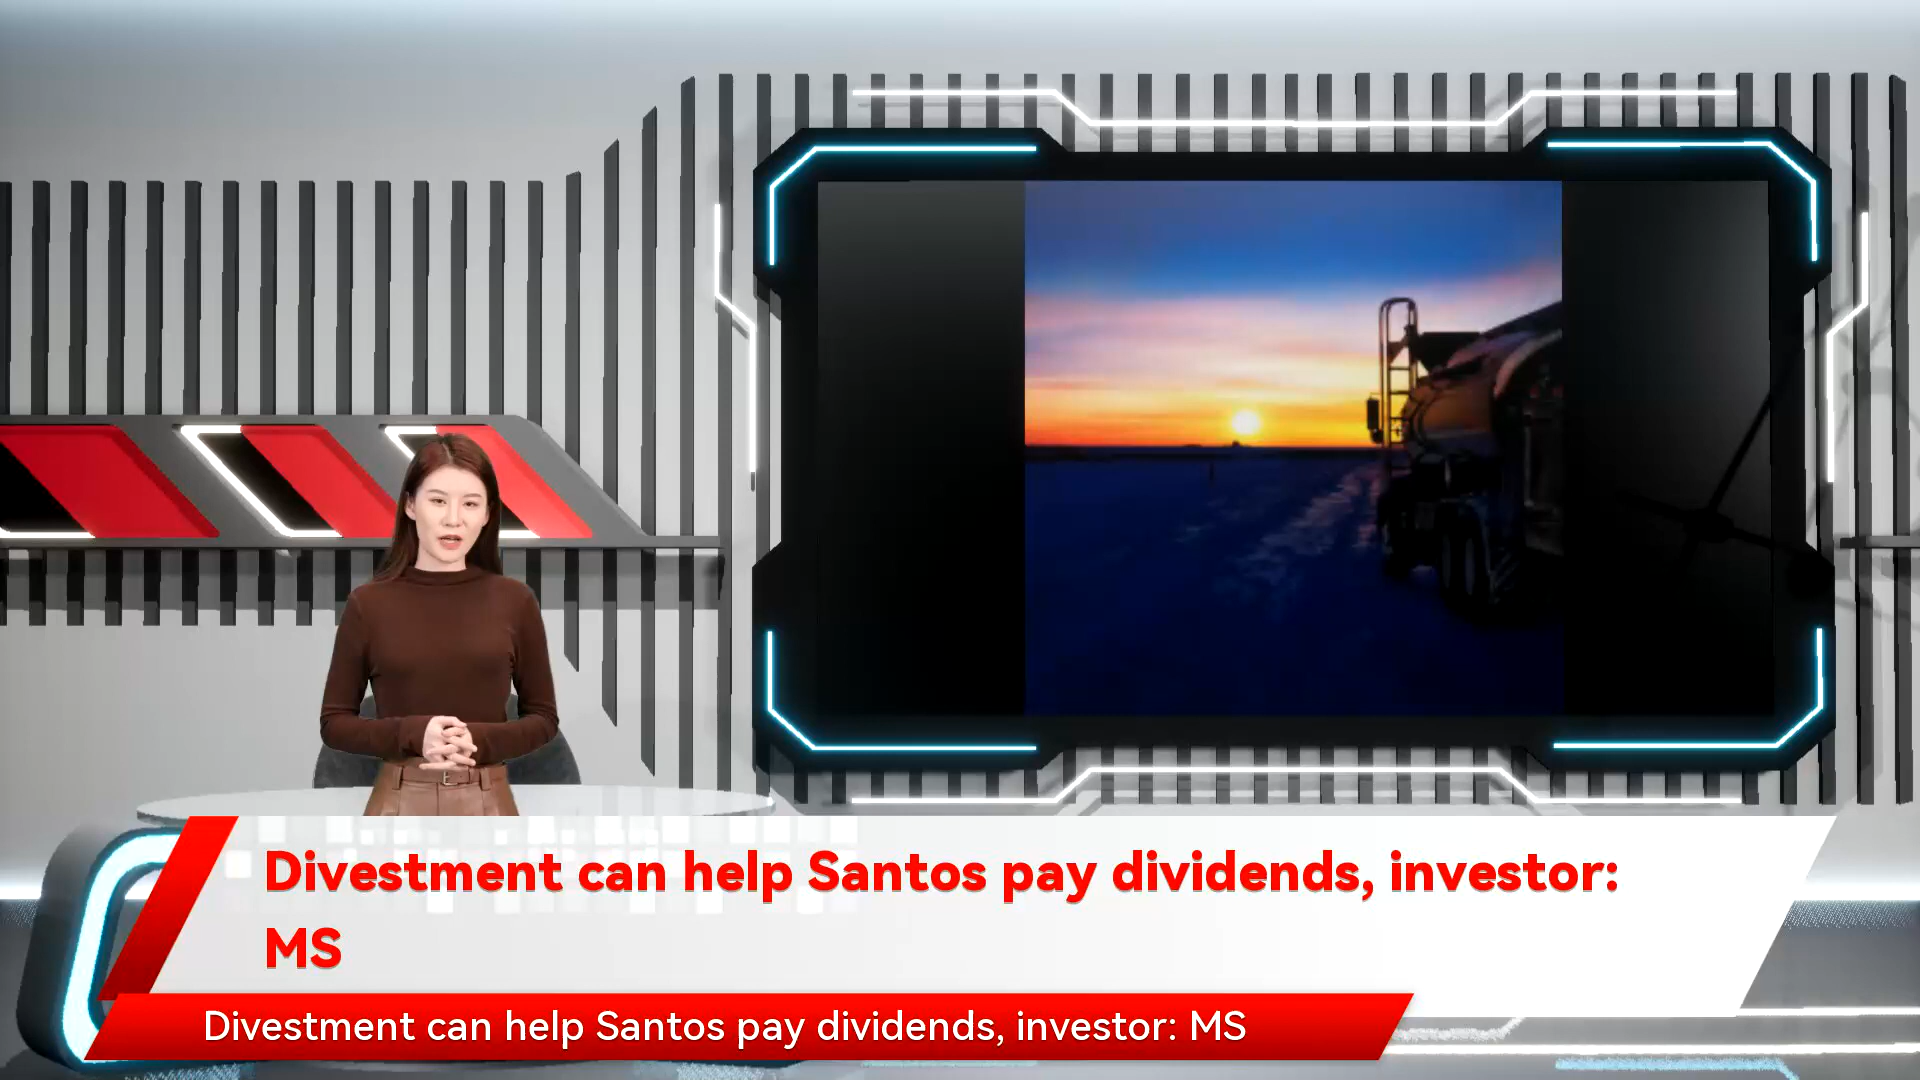 Divestment can help Santos pay dividends, investor:
MS
Divestment can help Santos pay dividends, investor: MS